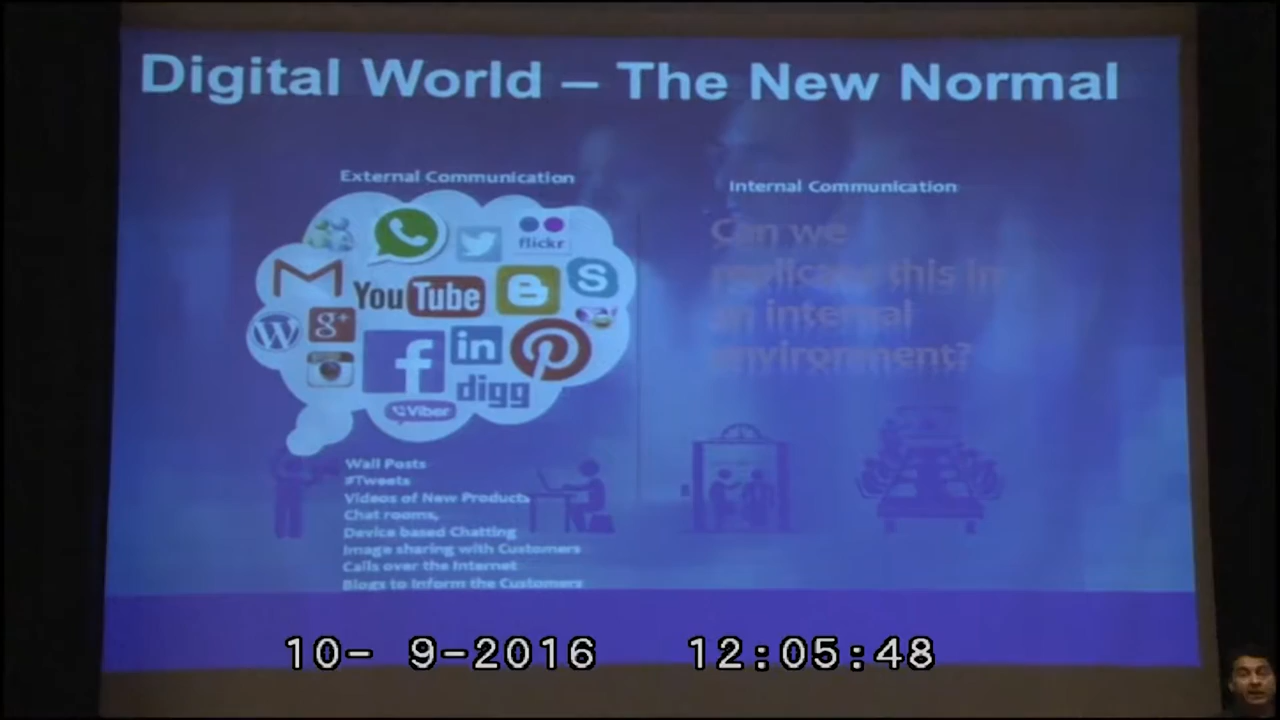 Digital World – The New Normal
External Communication
flickr
You Tube
S
B
W
g+
f
in
P
digg
Viber
Wall Posts
#Tweets
Videos of New Products
Chat rooms,
Device based Chatting
Image sharing with Customers
Calls over the Internet
Blogs to Inform the Customers
Internal Communication
Can we
replicate this in
an internal
environment?
10- 9-2016 12:05:48